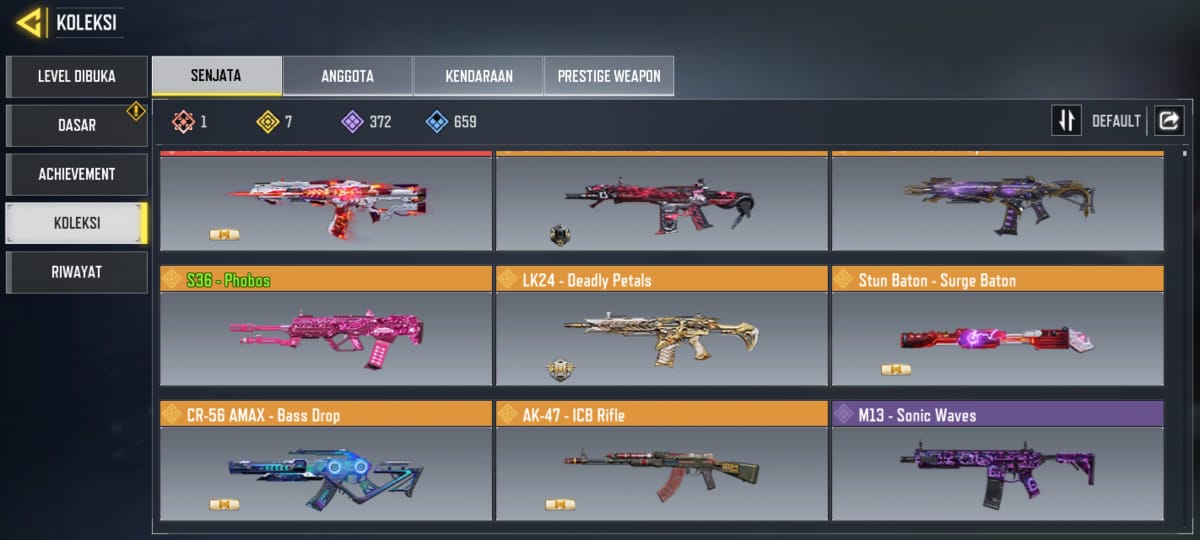 KOLEKSI
LEVEL DIBUKA
DASAR
ACHIEVEMENT
KOLEKSI
RIWAYAT
SENJATA
ANGGOTA
KENDARAAN
PRESTIGE WEAPON
1
7
372
659
DEFAULT
S36 - Phobos
LK24 - Deadly Petals
Stun Baton - Surge Baton
CR-56 AMAX - Bass Drop
AK-47 - ICB Rifle
M13 - Sonic Waves